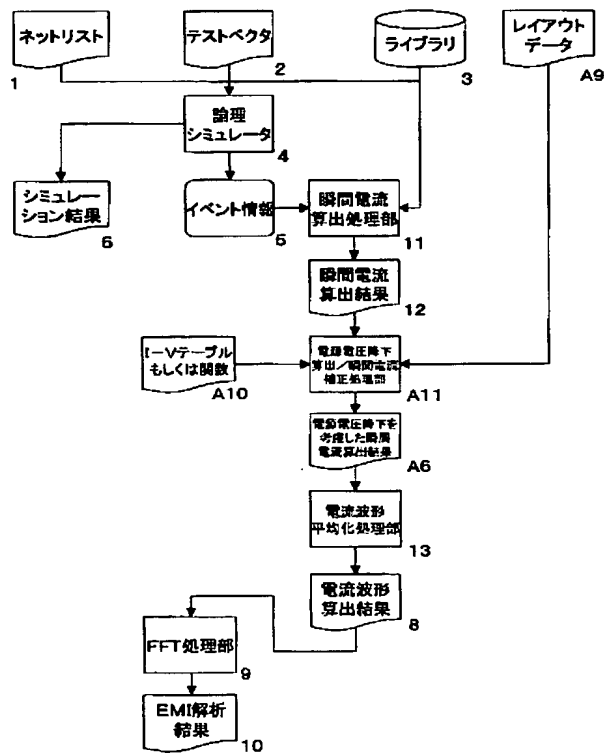 ネットリスト
1
テストベクタ
2
ライブラリ
3
レイアウト
データ
A9
論理
シミュレータ
4
シミュレー
ション結果
6
イベント情報
5
瞬間電流
算出処理部
11
瞬間電流
算出結果
12
I-Vテーブル
もしくは関数
A10
電源電圧降下
算出/瞬間電流
補正処理部
A11
電源電圧降下を
考慮した瞬間
電流算出結果
A6
電流波形
平均化処理部
13
電流波形
算出結果
8
FFT処理部
9
EMI解析
結果
10